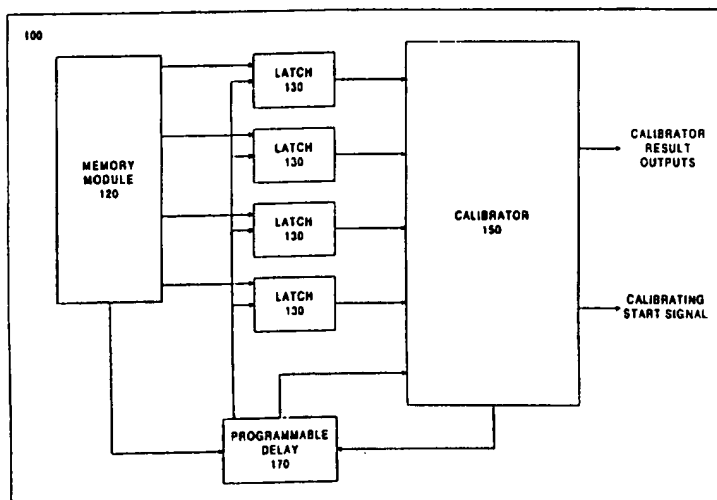 100
MEMORY
MODULE
120
LATCH
130
LATCH
130
LATCH
130
LATCH
130
CALIBRATOR
150
CALIBRATOR
RESULT
OUTPUTS
CALIBRATING
START SIGNAL
PROGRAMMABLE
DELAY
170